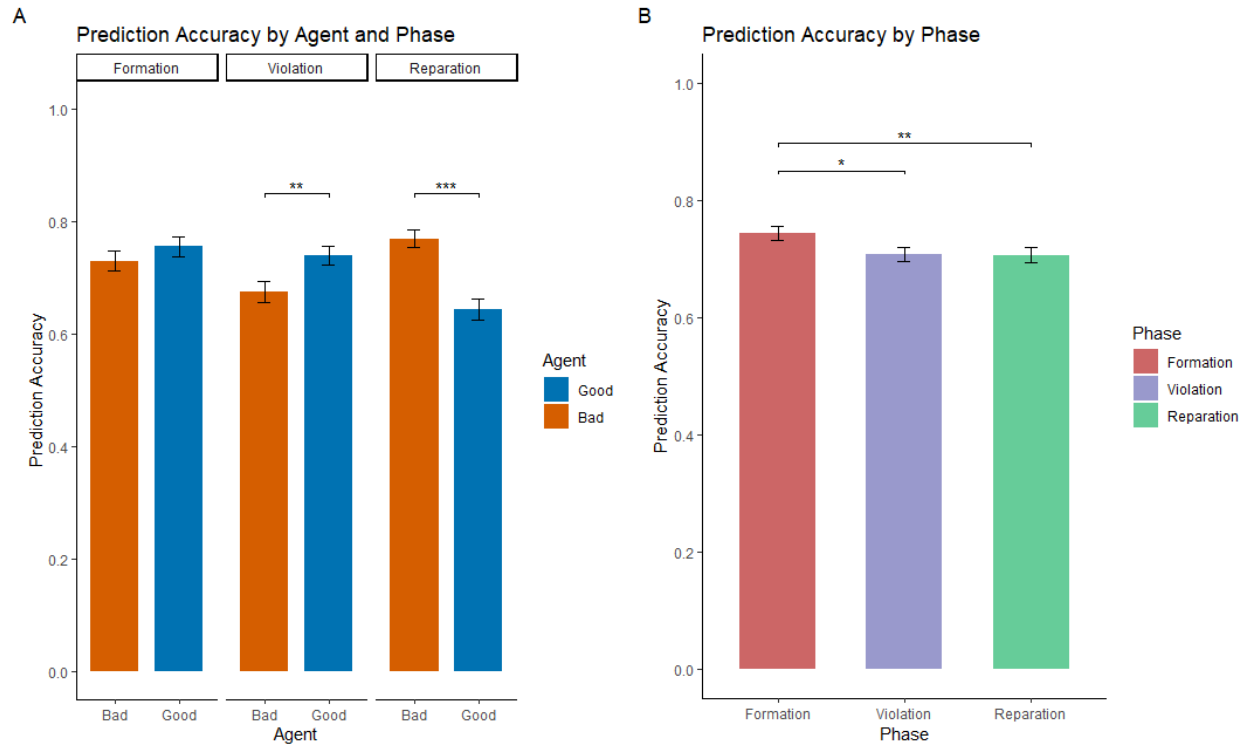 A
Prediction Accuracy by Agent and Phase
Formation
Violation
Reparation
1.0
0.8
0.6
0.4
0.2
0.0
Prediction Accuracy
**
***
Bad
Good
Bad
Good
Bad
Good
Agent
Agent
Good
Bad
B
Prediction Accuracy by Phase
1.0
0.8
0.6
0.4
0.2
0.0
Prediction Accuracy
**
*
Formation
Violation
Reparation
Phase
Phase
Formation
Violation
Reparation